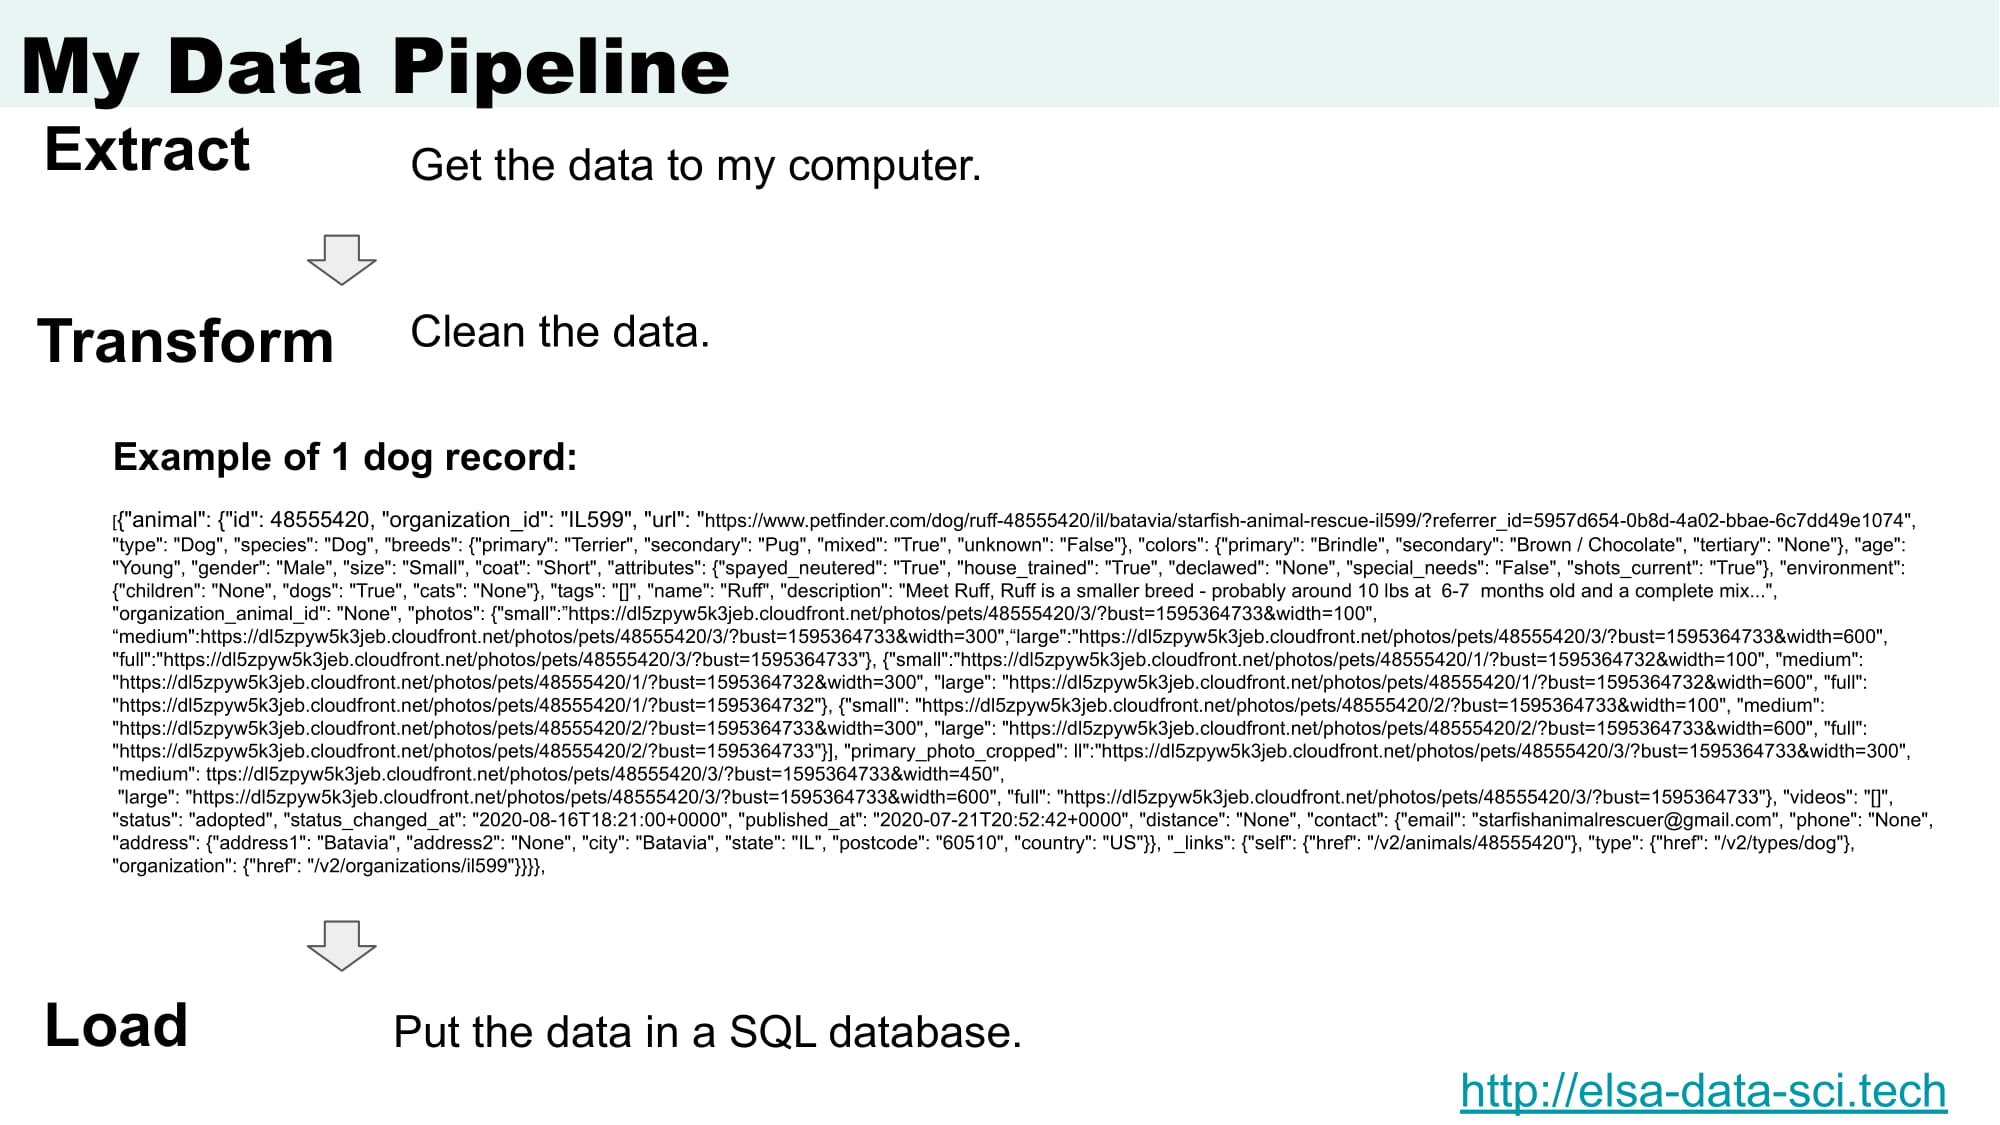 My Data Pipeline
Extract
Get the data to my computer.
Transform
Clean the data.
Example of 1 dog record:
[{"animal": {"id": 48555420, "organization_id": "IL599", "url": "https://www.petfinder.com/dog/ruff-48555420/il/batavia/starfish-animal-rescue-il599/?referrer_id=5957d654-0b8d-4a02-bbae-6c7dd49e1074",
"type": "Dog", "species": "Dog", "breeds": {"primary": "Terrier", "secondary": "Pug", "mixed": "True", "unknown": "False"}, "colors": {"primary": "Brindle", "secondary": "Brown / Chocolate", "tertiary": "None"}, "age":
"Young", "gender": "Male", "size": "Small", "coat": "Short", "attributes": {"spayed_neutered": "True", "house_trained": "True", "declawed": "None", "special_needs": "False", "shots_current": "True"}, "environment":
{"children": "None", "dogs": "True", "cats": "None"}, "tags": "[]", "name": "Ruff", "description": "Meet Ruff, Ruff is a smaller breed - probably around 10 lbs at  6-7  months old and a complete mix...",
"organization_animal_id": "None", "photos": {"small":”https://dl5zpyw5k3jeb.cloudfront.net/photos/pets/48555420/3/?bust=1595364733&width=100",
“medium":https://dl5zpyw5k3jeb.cloudfront.net/photos/pets/48555420/3/?bust=1595364733&width=300",“large":"https://dl5zpyw5k3jeb.cloudfront.net/photos/pets/48555420/3/?bust=1595364733&width=600",
"full":"https://dl5zpyw5k3jeb.cloudfront.net/photos/pets/48555420/3/?bust=1595364733"}, {"small":"https://dl5zpyw5k3jeb.cloudfront.net/photos/pets/48555420/1/?bust=1595364732&width=100", "medium":
"https://dl5zpyw5k3jeb.cloudfront.net/photos/pets/48555420/1/?bust=1595364732&width=300", "large": "https://dl5zpyw5k3jeb.cloudfront.net/photos/pets/48555420/1/?bust=1595364732&width=600", "full":
"https://dl5zpyw5k3jeb.cloudfront.net/photos/pets/48555420/1/?bust=1595364732"}, {"small": "https://dl5zpyw5k3jeb.cloudfront.net/photos/pets/48555420/2/?bust=1595364733&width=100", "medium":
"https://dl5zpyw5k3jeb.cloudfront.net/photos/pets/48555420/2/?bust=1595364733&width=300", "large": "https://dl5zpyw5k3jeb.cloudfront.net/photos/pets/48555420/2/?bust=1595364733&width=600", "full":
"https://dl5zpyw5k3jeb.cloudfront.net/photos/pets/48555420/2/?bust=1595364733"}], "primary_photo_cropped": ll":"https://dl5zpyw5k3jeb.cloudfront.net/photos/pets/48555420/3/?bust=1595364733&width=300",
"medium": ttps://dl5zpyw5k3jeb.cloudfront.net/photos/pets/48555420/3/?bust=1595364733&width=450",
"large": "https://dl5zpyw5k3jeb.cloudfront.net/photos/pets/48555420/3/?bust=1595364733&width=600", "full": "https://dl5zpyw5k3jeb.cloudfront.net/photos/pets/48555420/3/?bust=1595364733"}, "videos": "[]",
"status": "adopted", "status_changed_at": "2020-08-16T18:21:00+0000", "published_at": "2020-07-21T20:52:42+0000", "distance": "None", "contact": {"email": "starfishanimalrescuer@gmail.com", "phone": "None",
"address": {"address1": "Batavia", "address2": "None", "city": "Batavia", "state": "IL", "postcode": "60510", "country": "US"}}, "_links": {"self": {"href": "/v2/animals/48555420"}, "type": {"href": "/v2/types/dog"},
"organization": {"href": "/v2/organizations/il599"}}}},
Load
Put the data in a SQL database.
http://elsa-data-sci.tech